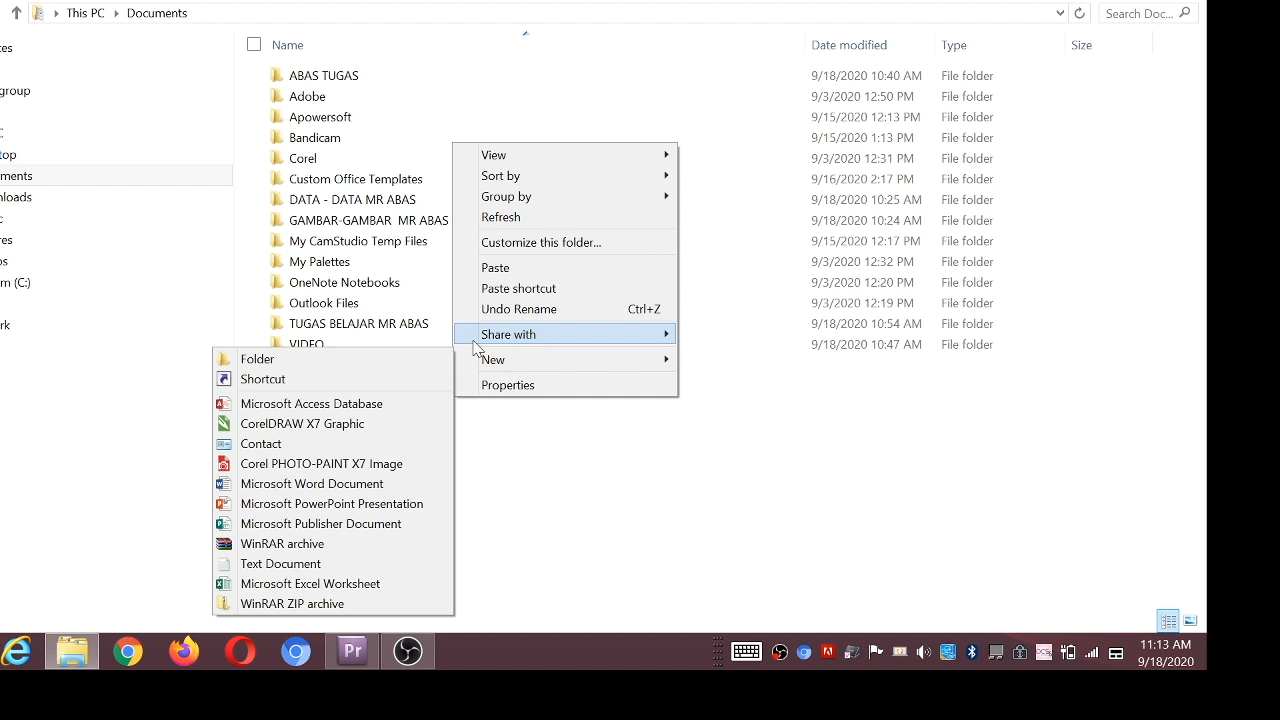 This PC Documents Search Doc...
Name Date modified Type Size
ces
ABAS TUGAS 9/18/2020 10:40 AM File folder
group
Adobe 9/3/2020 12:50 PM File folder
Apowersoft 9/15/2020 12:13 PM File folder
C
Bandicam 9/15/2020 1:13 PM File folder
top
Corel 9/3/2020 12:31 PM File folder
ments
Custom Office Templates 9/16/2020 2:17 PM File folder
nloads
DATA - DATA MR ABAS 9/18/2020 10:25 AM File folder
c
GAMBAR-GAMBAR MR ABAS 9/18/2020 10:24 AM File folder
res
My CamStudio Temp Files 9/15/2020 12:17 PM File folder
os
My Palettes 9/3/2020 12:32 PM File folder
m (C:)
OneNote Notebooks 9/3/2020 12:20 PM File folder
Outlook Files 9/3/2020 12:19 PM File folder
rk
TUGAS BELAJAR MR ABAS 9/18/2020 10:54 AM File folder
VIDEO 9/18/2020 10:47 AM File folder
View
Sort by
Group by
Refresh
Customize this folder...
Paste
Paste shortcut
Undo Rename Ctrl+Z
Share with
New
Properties
Folder
Shortcut
Microsoft Access Database
CorelDRAW X7 Graphic
Contact
Corel PHOTO-PAINT X7 Image
Microsoft Word Document
Microsoft PowerPoint Presentation
Microsoft Publisher Document
WinRAR archive
Text Document
Microsoft Excel Worksheet
WinRAR ZIP archive
Pr
11:13 AM
9/18/2020